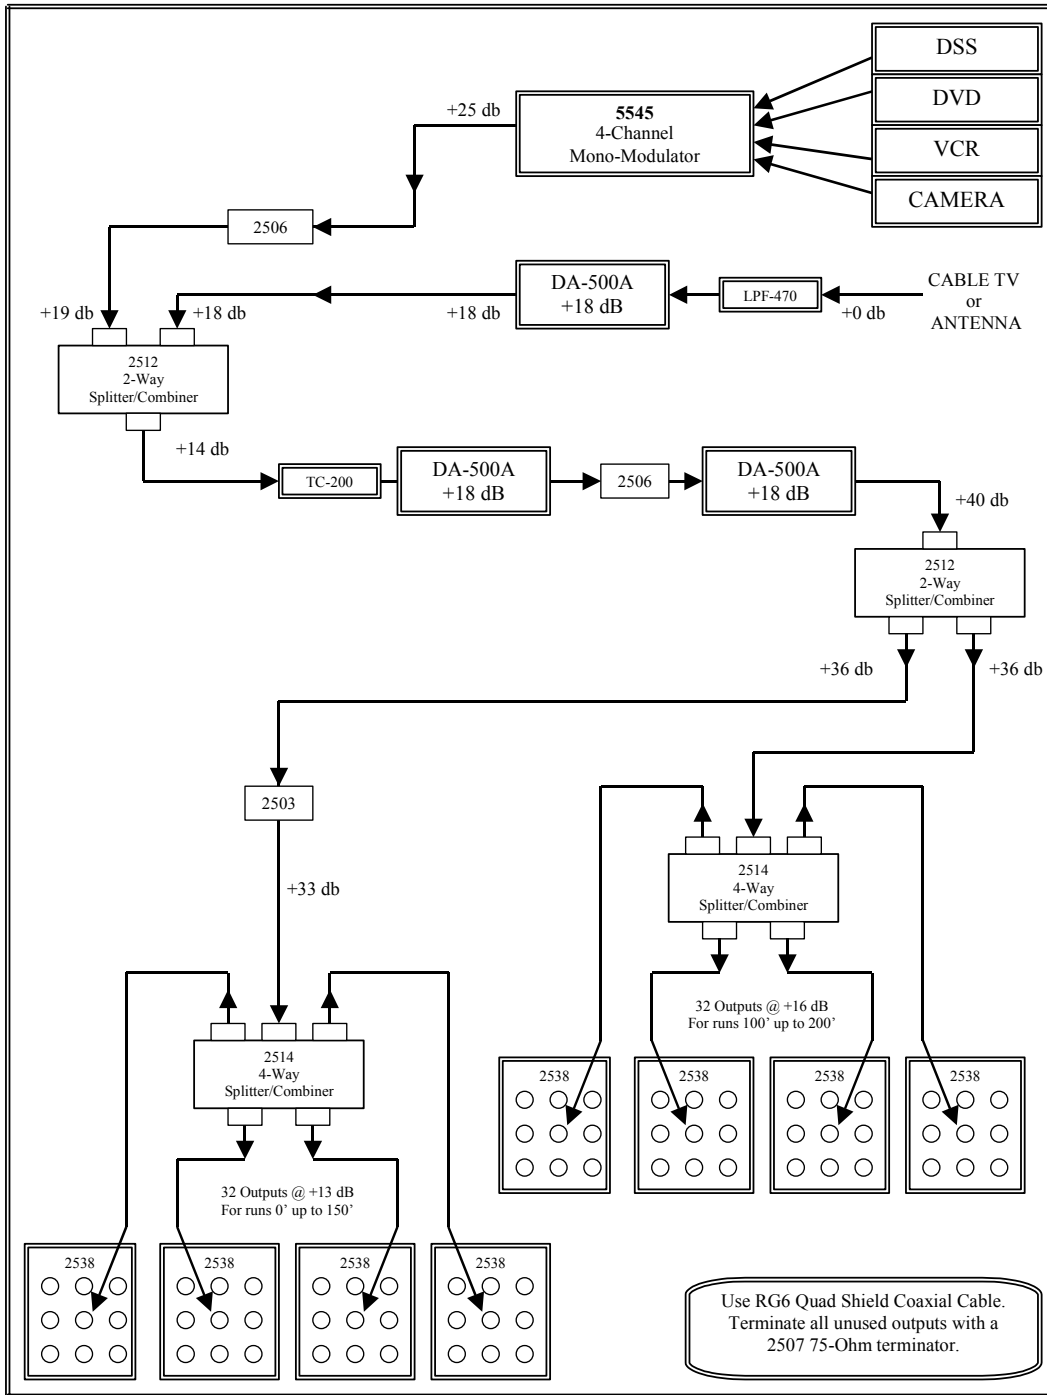 DSS
+25 db
5545
4-Channel
Mono-Modulator
DVD
VCR
CAMERA
2506
DA-500A
+18 dB
LPF-470
CABLE TV
or
ANTENNA
+19 db
+18 db
+18 db
+0 db
2512
2-Way
Splitter/Combiner
+14 db
TC-200
DA-500A
+18 dB
2506
DA-500A
+18 dB
+40 db
2512
2-Way
Splitter/Combiner
+36 db
+36 db
2503
+33 db
2514
4-Way
Splitter/Combiner
32 Outputs @ +16 dB
For runs 100' up to 200'
2538
2538
2538
2538
2514
4-Way
Splitter/Combiner
32 Outputs @ +13 dB
For runs 0' up to 150'
2538
2538
2538
2538
Use RG6 Quad Shield Coaxial Cable.
Terminate all unused outputs with a
2507 75-Ohm terminator.